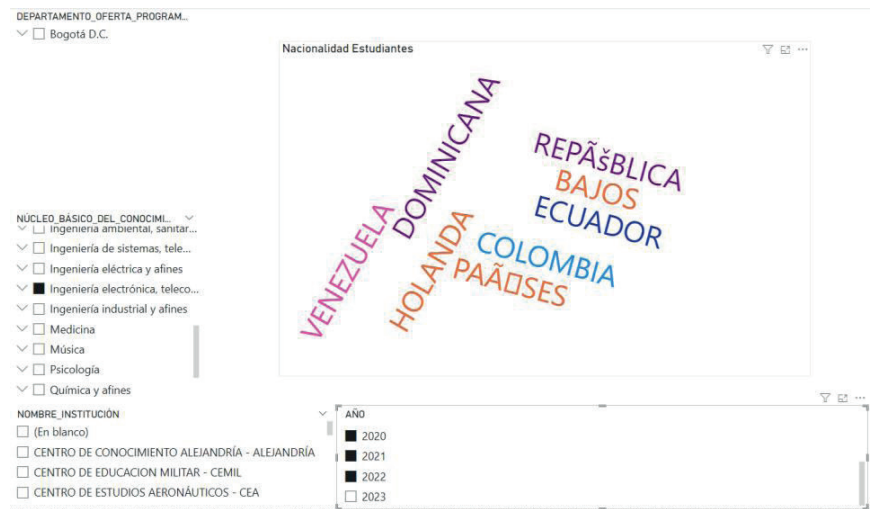 DEPARTAMENTO_OFERTA_PROGRAM...
Bogotá D.C.
Nacionalidad Estudiantes
VENEZUELA
DOMINICANA
HOLANDA
REPÃšBLICA
BAJOS
ECUADOR
COLOMBIA
PAÃ□SES
NÚCLEO_BÁSICO_DEL_CONOCIMI...
Ingeniería ambiental, sanitar...
Ingeniería de sistemas, tele...
Ingeniería eléctrica y afines
Ingeniería electrónica, teleco...
Ingeniería industrial y afines
Medicina
Música
Psicología
Química y afines
NOMBRE_INSTITUCIÓN
(En blanco)
CENTRO DE CONOCIMIENTO ALEJANDRÍA - ALEJANDRÍA
CENTRO DE EDUCACION MILITAR - CEMIL
CENTRO DE ESTUDIOS AERONÁUTICOS - CEA
AÑO
2020
2021
2022
2023